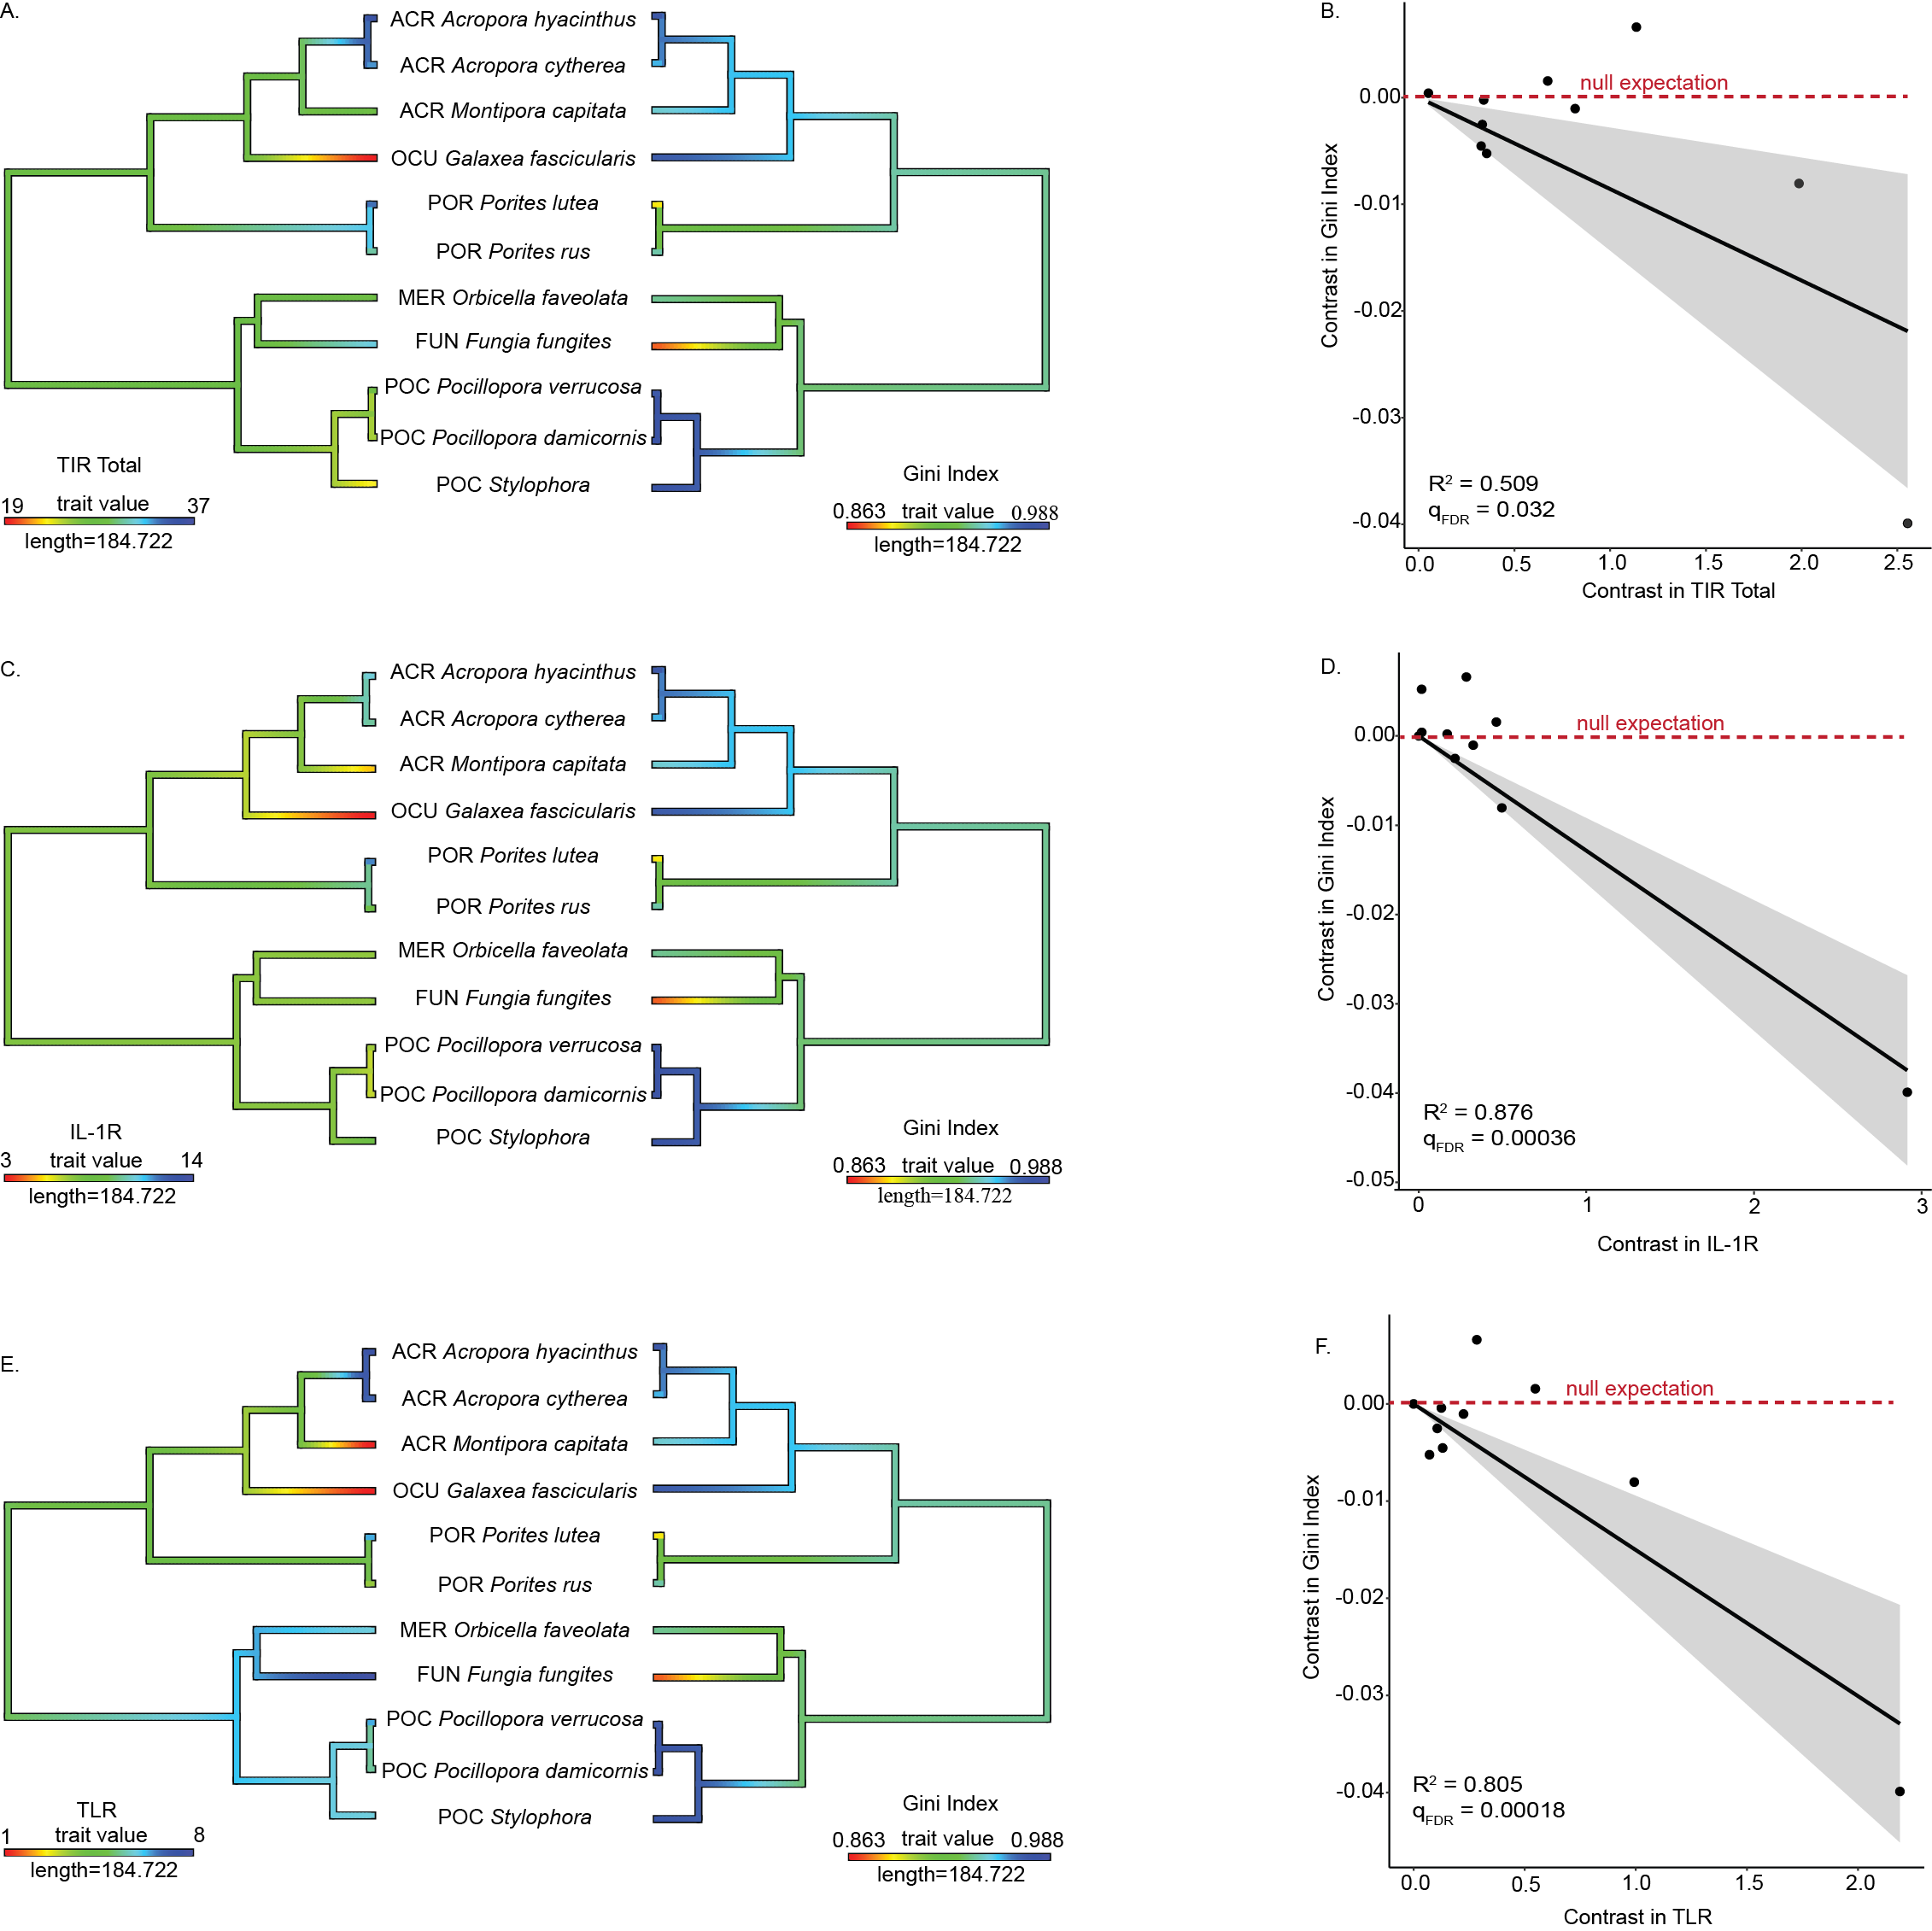 A.
ACR Acropora hyacinthus
ACR Acropora cytherea
ACR Montipora capitata
OCU Galaxea fascicularis
POR Porites lutea
POR Porites rus
MER Orbicella faveolata
FUN Fungia fungites
POC Pocillopora verrucosa
POC Pocillopora damicornis
POC Stylophora
TIR Total
19 trait value 37
length=184.722
Gini Index
0.863 trait value 0.988
length=184.722
B.
null expectation
Contrast in Gini Index
0.00
-0.01
-0.02
-0.03
-0.04
R² = 0.509
qFDR = 0.032
0.0 0.5 1.0 1.5 2.0 2.5
Contrast in TIR Total
C.
ACR Acropora hyacinthus
ACR Acropora cytherea
ACR Montipora capitata
OCU Galaxea fascicularis
POR Porites lutea
POR Porites rus
MER Orbicella faveolata
FUN Fungia fungites
POC Pocillopora verrucosa
POC Pocillopora damicornis
POC Stylophora
IL-1R
3 trait value 14
length=184.722
Gini Index
0.863 trait value 0.988
length=184.722
D.
null expectation
Contrast in Gini Index
0.00
-0.01
-0.02
-0.03
-0.04
-0.05
R² = 0.876
qFDR = 0.00036
0 1 2 3
Contrast in IL-1R
E.
ACR Acropora hyacinthus
ACR Acropora cytherea
ACR Montipora capitata
OCU Galaxea fascicularis
POR Porites lutea
POR Porites rus
MER Orbicella faveolata
FUN Fungia fungites
POC Pocillopora verrucosa
POC Pocillopora damicornis
POC Stylophora
TLR
1 trait value 8
length=184.722
Gini Index
0.863 trait value 0.988
length=184.722
F.
null expectation
Contrast in Gini Index
0.00
-0.01
-0.02
-0.03
-0.04
R² = 0.805
qFDR = 0.00018
0.0 0.5 1.0 1.5 2.0
Contrast in TLR